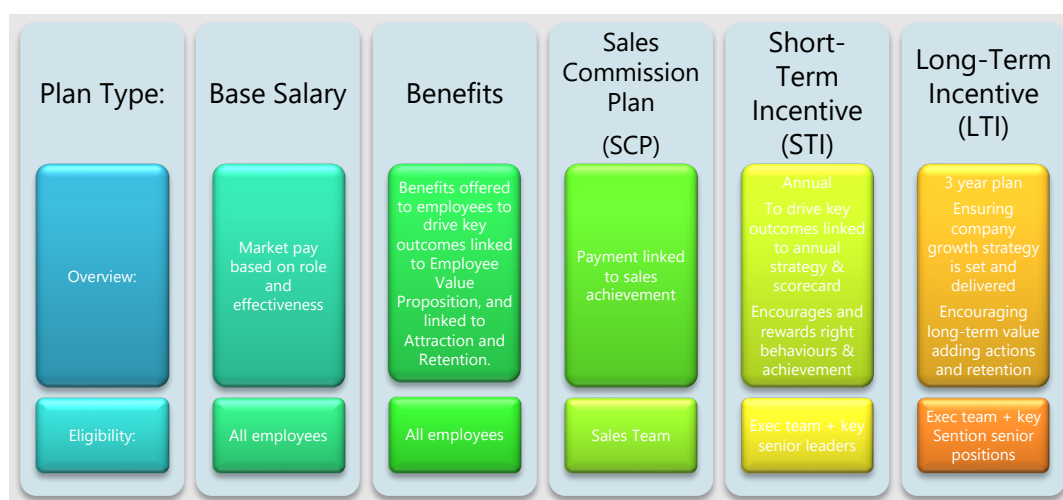 Plan Type:
Overview:
Eligibility:
Base Salary
Market pay
based on role
and
effectiveness
All employees
Benefits
Benefits offered
to employees to
drive key
outcomes linked
to Employee
Value
Proposition, and
linked to
Attraction and
Retention.
All employees
Sales
Commission
Plan
(SCP)
Payment linked
to sales
achievement
Sales Team
Short-
Term
Incentive
(STI)
Annual
To drive key
outcomes linked
to annual
strategy &
scorecard
Encourages and
rewards right
behaviours &
achievement
Exec team + key
senior leaders
Long-Term
Incentive
(LTI)
3 year plan
Ensuring
company
growth strategy
is set and
delivered
Encouraging
long-term value
adding actions
and retention
Exec team + key
Sention senior
positions